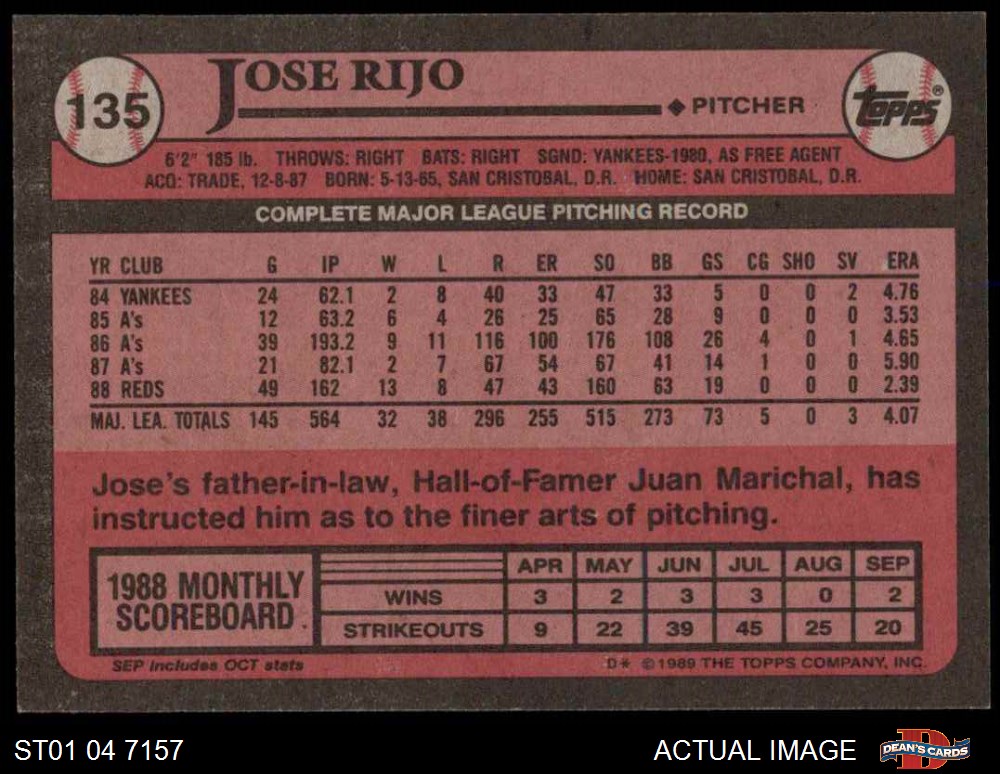 135
JOSE RIJO
PITCHER
TOPPS®
6'2" 185 lb. THROWS: RIGHT BATS: RIGHT SGND: YANKEES-1980, AS FREE AGENT
ACQ: TRADE, 12-8-87 BORN: 5-13-65, SAN CRISTOBAL, D.R. HOME: SAN CRISTOBAL, D.R.
COMPLETE MAJOR LEAGUE PITCHING RECORD
YR CLUB G IP W L R ER SO BB GS CG SHO SV ERA
84 YANKEES 24 62.1 2 8 40 33 47 33 5 0 0 2 4.76
85 A's 12 63.2 6 4 26 25 65 28 9 0 0 0 3.53
86 A's 39 193.2 9 11 116 100 176 108 26 4 0 1 4.65
87 A's 21 82.1 2 7 67 54 67 41 14 1 0 0 5.90
88 REDS 49 162 13 8 47 43 160 63 19 0 0 0 2.39
MAJ. LEA. TOTALS 145 564 32 38 296 255 515 273 73 5 0 3 4.07
Jose's father-in-law, Hall-of-Famer Juan Marichal, has
instructed him as to the finer arts of pitching.
1988 MONTHLY
SCOREBOARD
APR MAY JUN JUL AUG SEP
WINS 3 2 3 3 0 2
STRIKEOUTS 9 22 39 45 25 20
SEP includes OCT stats
D* ©1989 THE TOPPS COMPANY, INC.
ST01 04 7157
ACTUAL IMAGE
D
DEAN'S CARDS